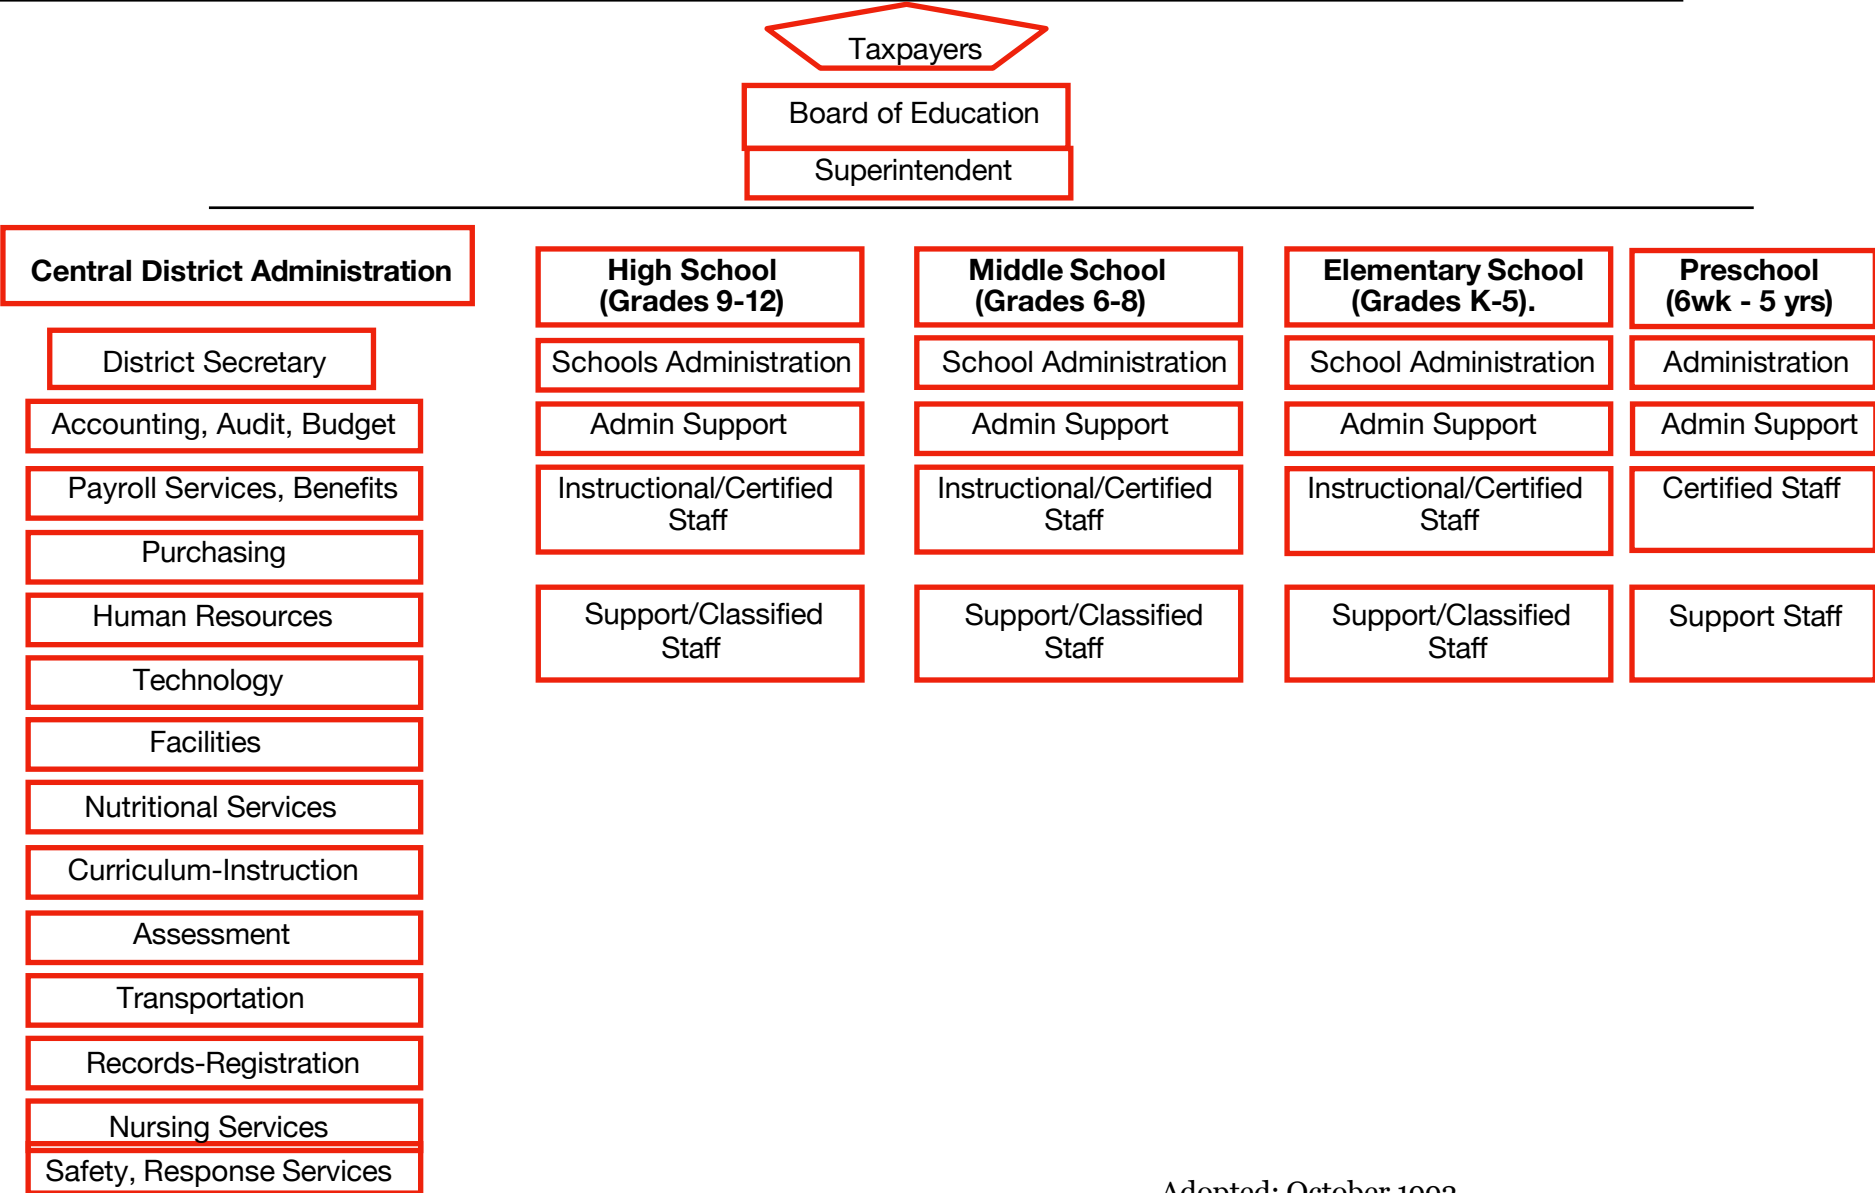 Taxpayers
Board of Education
Superintendent
Central District Administration
District Secretary
Accounting, Audit, Budget
Payroll Services, Benefits
Purchasing
Human Resources
Technology
Facilities
Nutritional Services
Curriculum-Instruction
Assessment
Transportation
Records-Registration
Nursing Services
Safety, Response Services
High School
(Grades 9-12)
Schools Administration
Admin Support
Instructional/Certified
Staff
Support/Classified
Staff
Middle School
(Grades 6-8)
School Administration
Admin Support
Instructional/Certified
Staff
Support/Classified
Staff
Elementary School
(Grades K-5).
School Administration
Admin Support
Instructional/Certified
Staff
Support/Classified
Staff
Preschool
(6wk - 5 yrs)
Administration
Admin Support
Certified Staff
Support Staff
Adopted: October